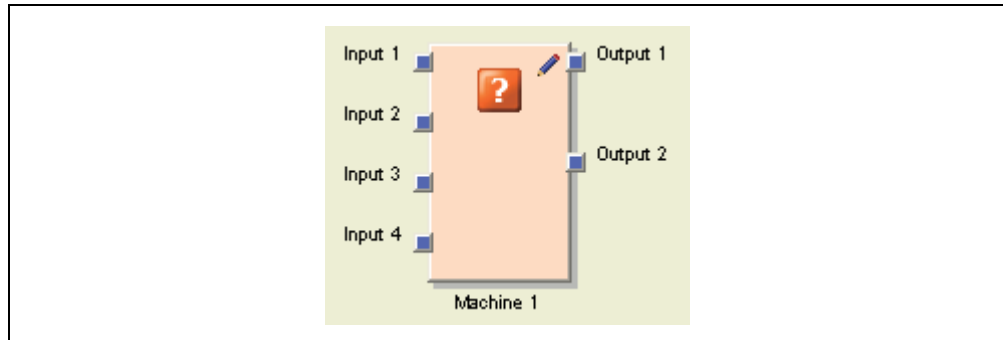 Input 1
Output 1
?
Input 2
Output 2
Input 3
Input 4
Machine 1